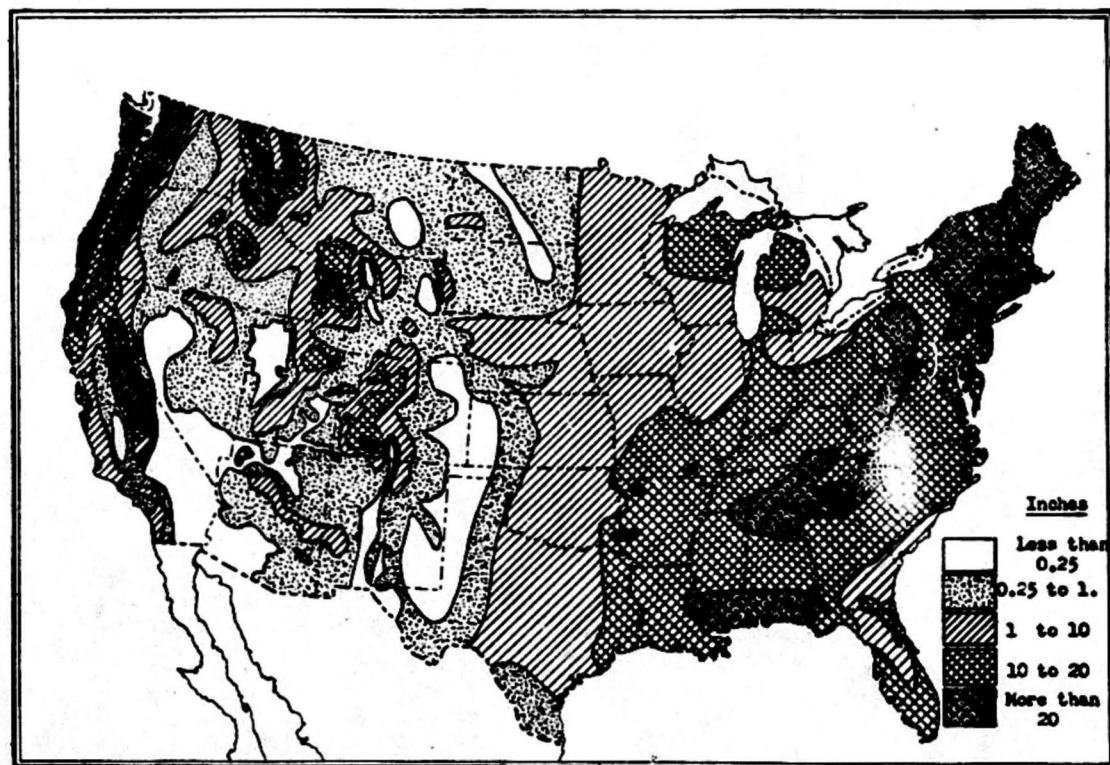 Inches
Less than
0.25
0.25 to 1.
1 to 10
10 to 20
More than
20